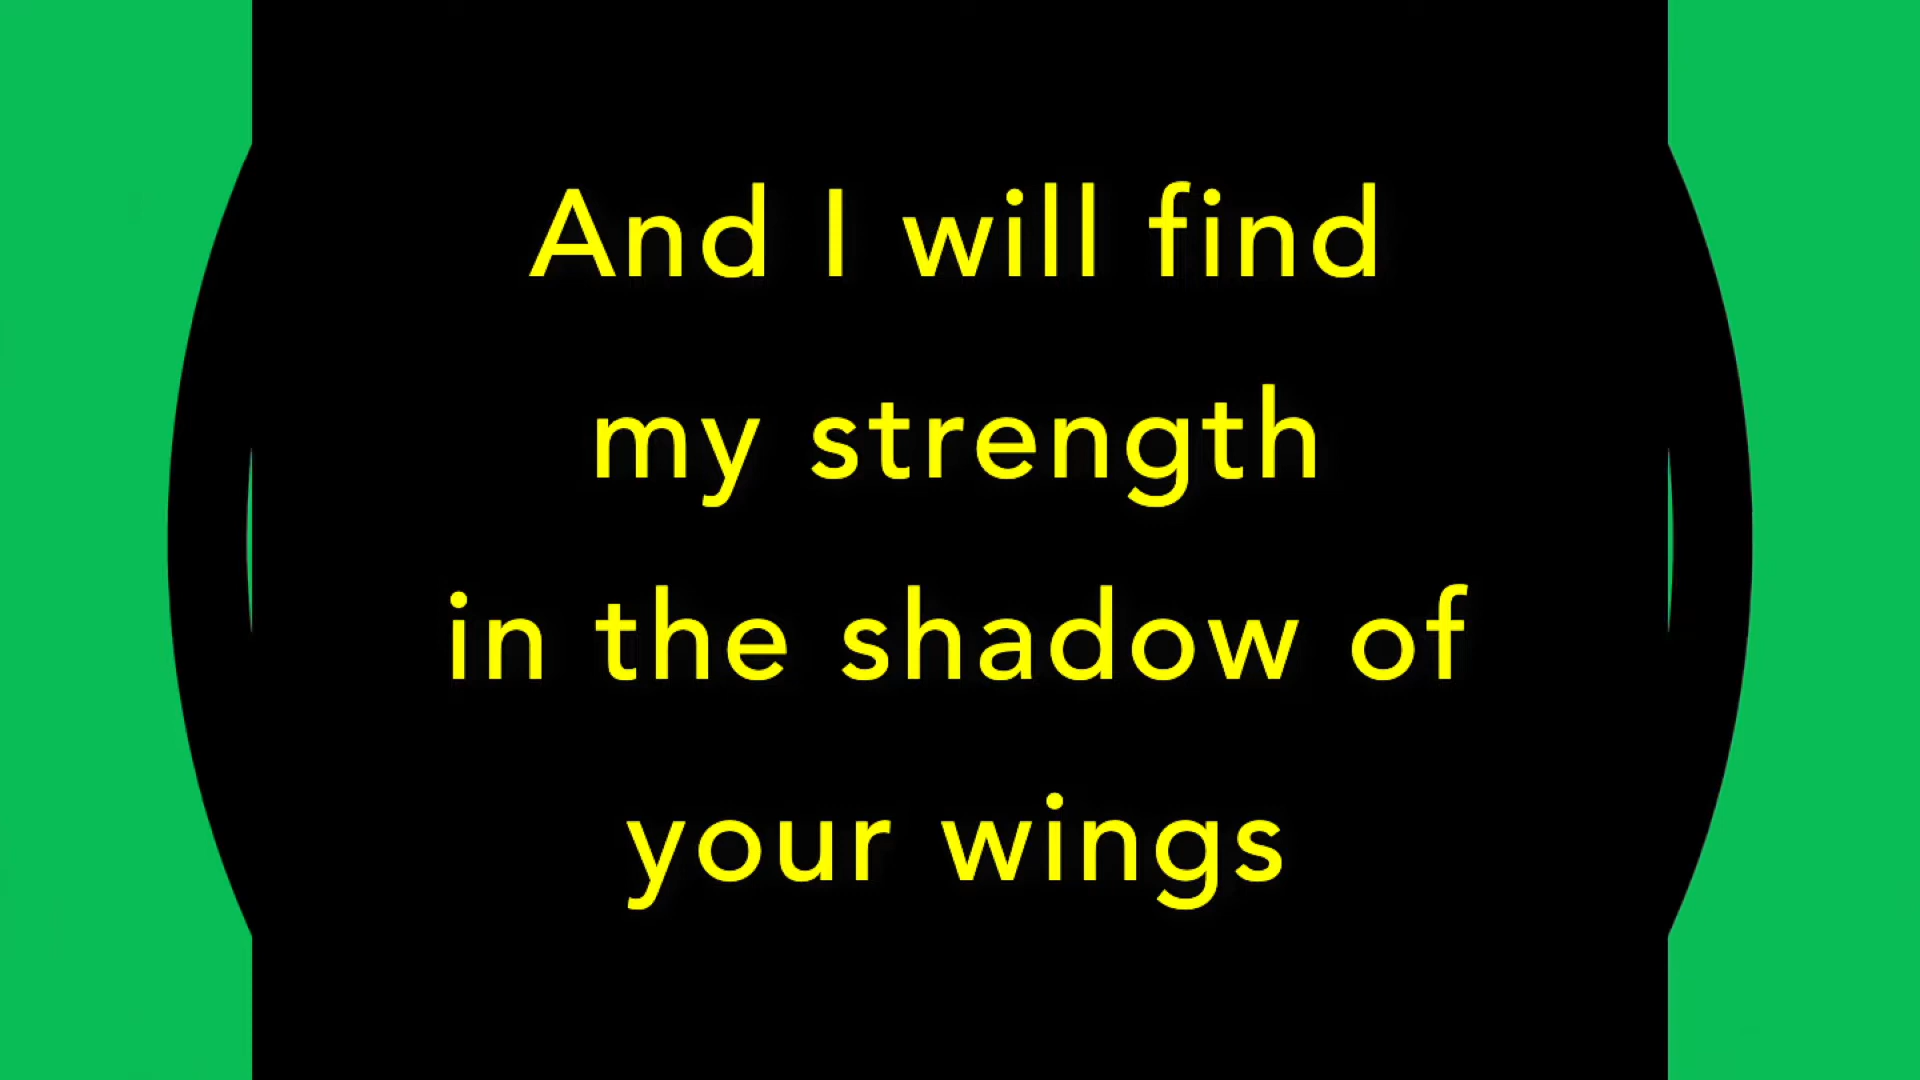 And I will find
my strength
in the shadow of
your wings